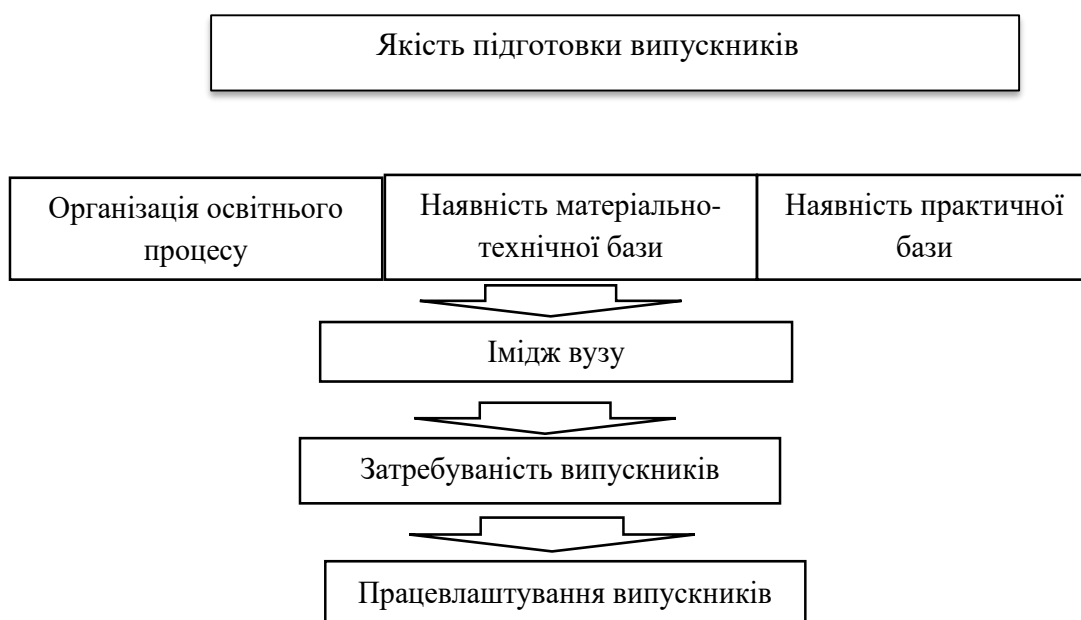 Якість підготовки випускників
Організація освітнього
процесу
Наявність матеріально-
технічної бази
Наявність практичної
бази
Імідж вузу
Затребуваність випускників
Працевлаштування випускників